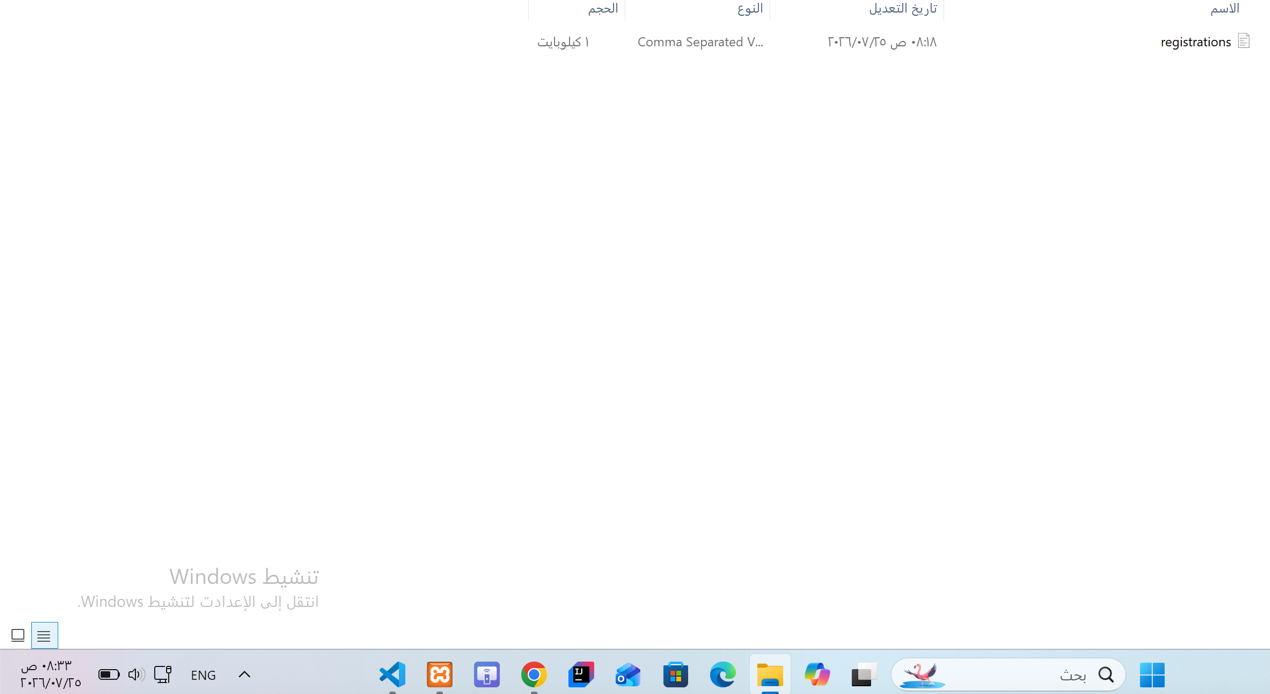 الاسم تاريخ التعديل النوع الحجم
registrations ٠٨:١٨ ص ٢٠٢٦/٠٧/٢٥ Comma Separated V... ١ كيلوبايت
تنشيط Windows
انتقل إلى الإعدادت لتنشيط Windows.
بحث
ENG
٠٨:٣٣ ص
٢٠٢٦/٠٧/٢٥